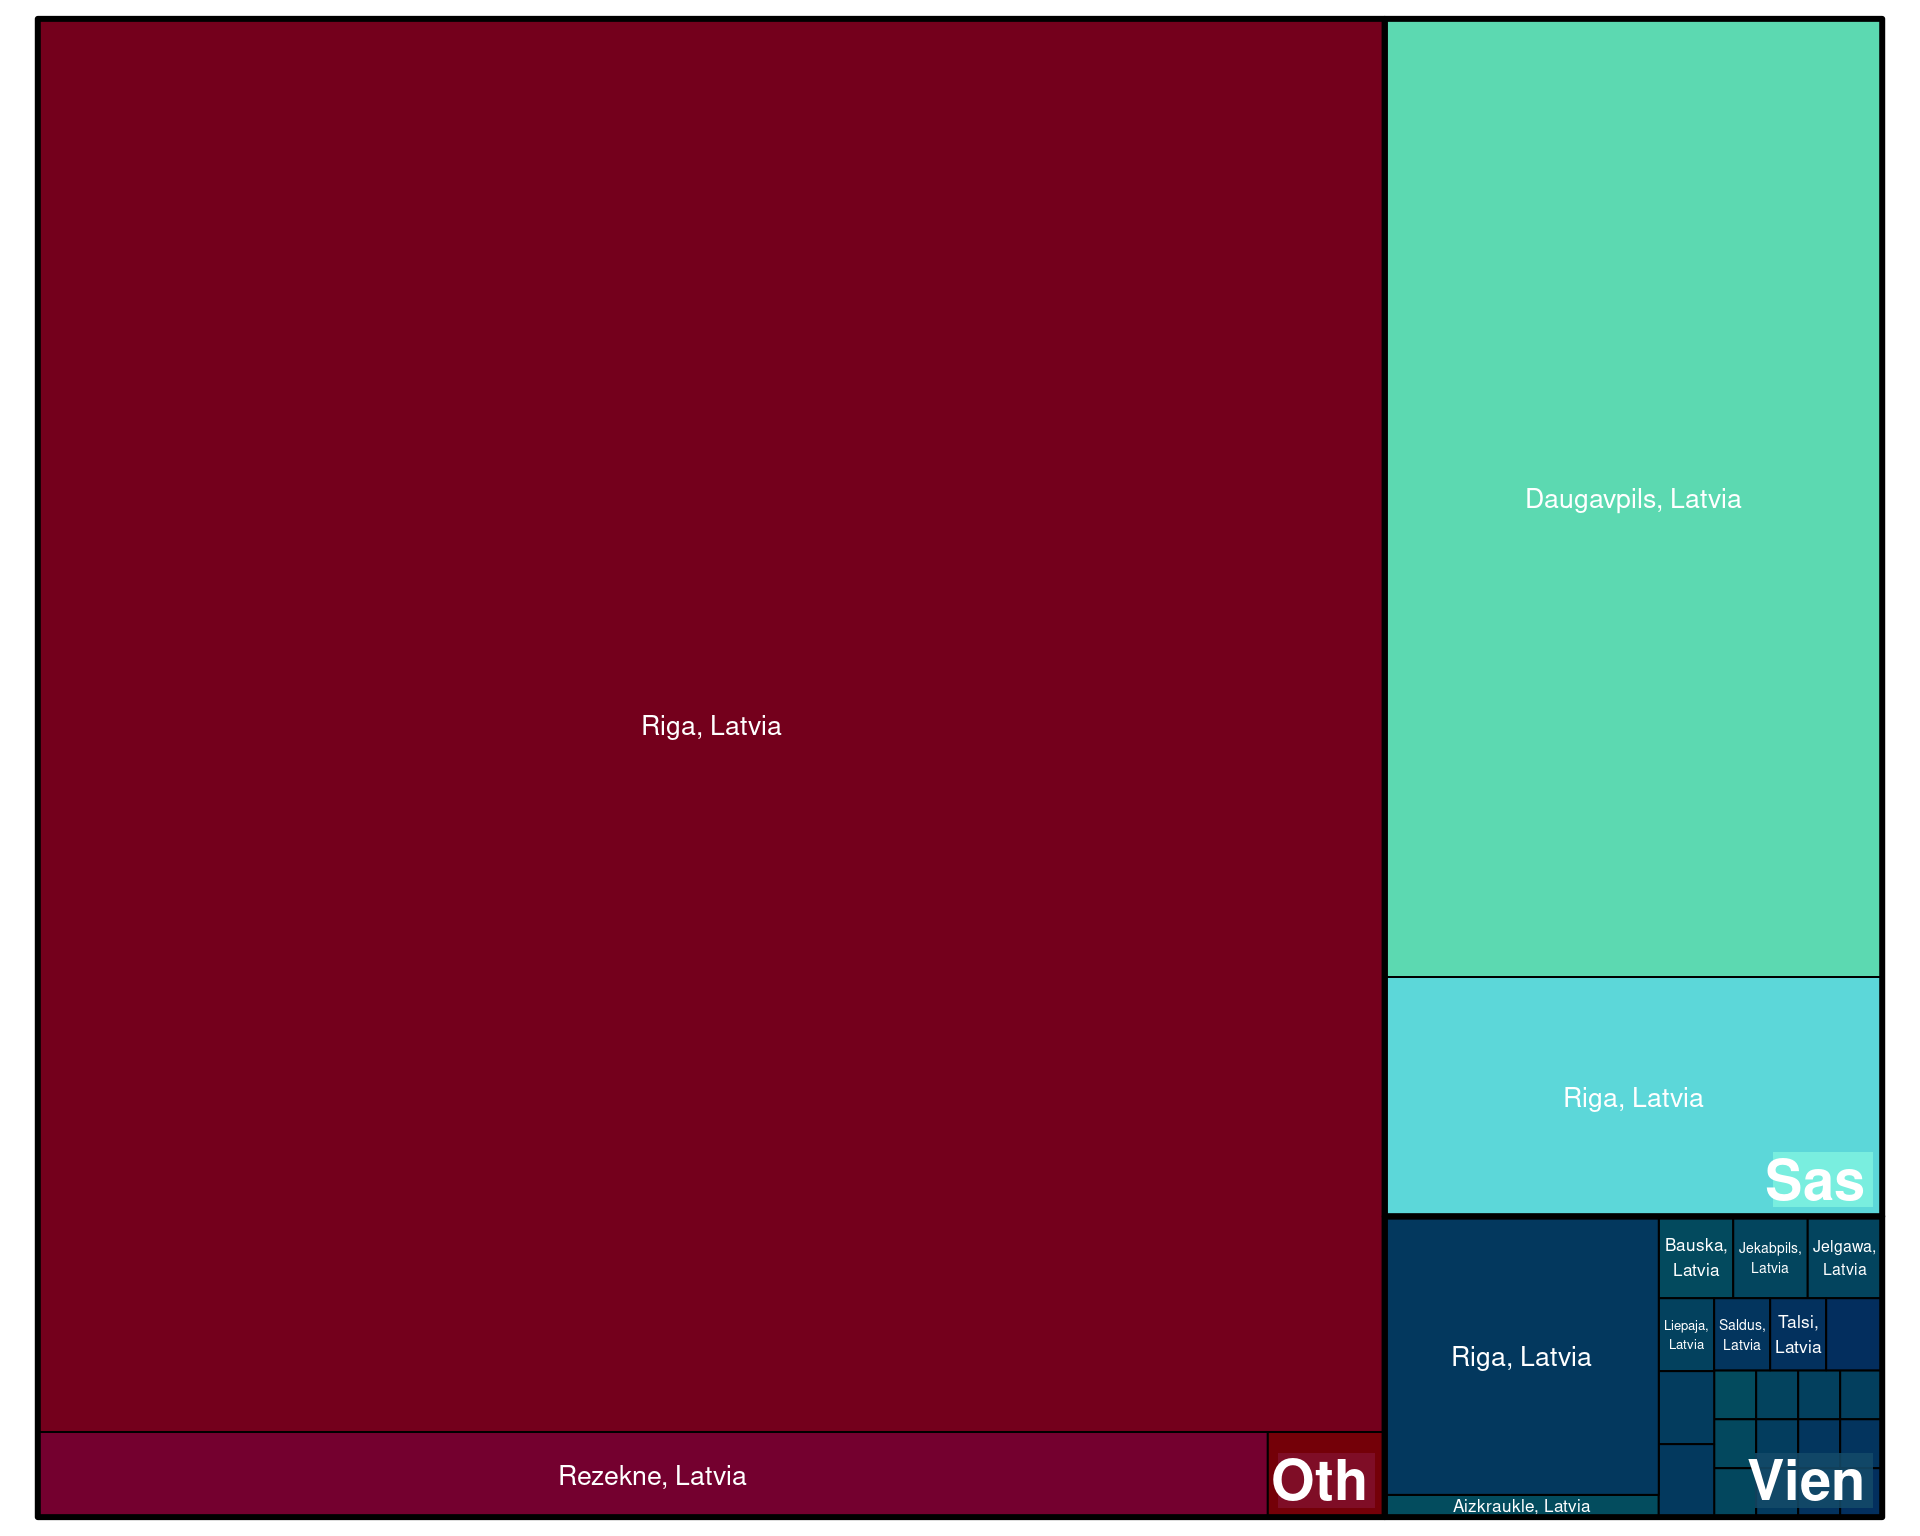 Riga, Latvia
Rezekne, Latvia
Oth
Daugavpils, Latvia
Riga, Latvia
Sas
Riga, Latvia
Aizkraukle, Latvia
Bauska,
Latvia
Jekabpils,
Latvia
Jelgawa,
Latvia
Liepaja,
Latvia
Saldus,
Latvia
Talsi,
Latvia
Vien